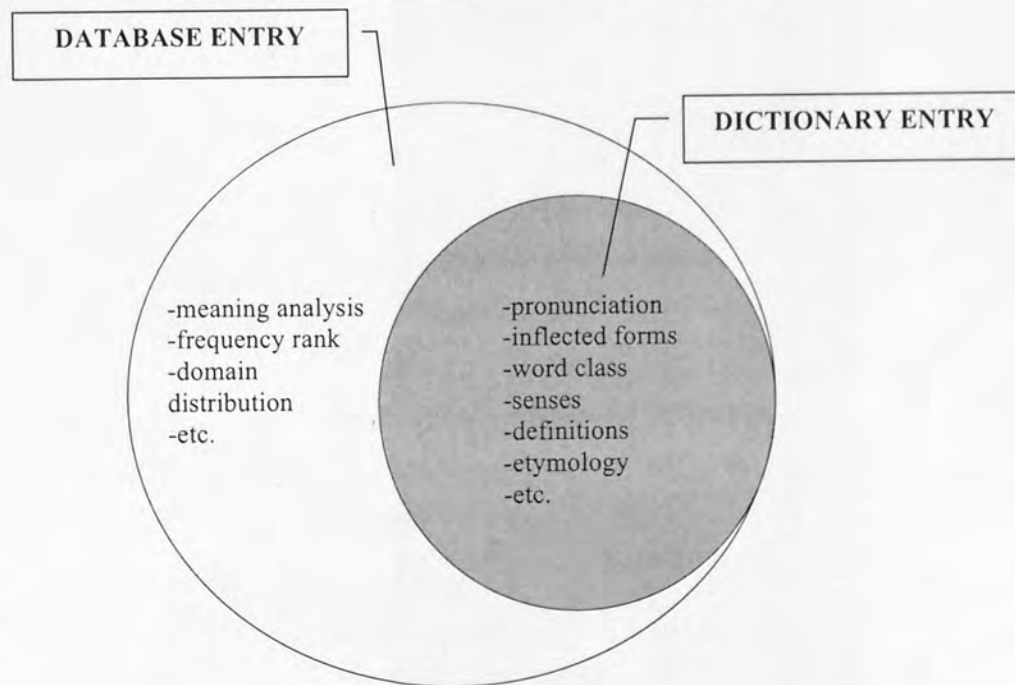 DATABASE ENTRY
DICTIONARY ENTRY
-meaning analysis
-frequency rank
-domain
distribution
-etc.
-pronunciation
-inflected forms
-word class
-senses
-definitions
-etymology
-etc.